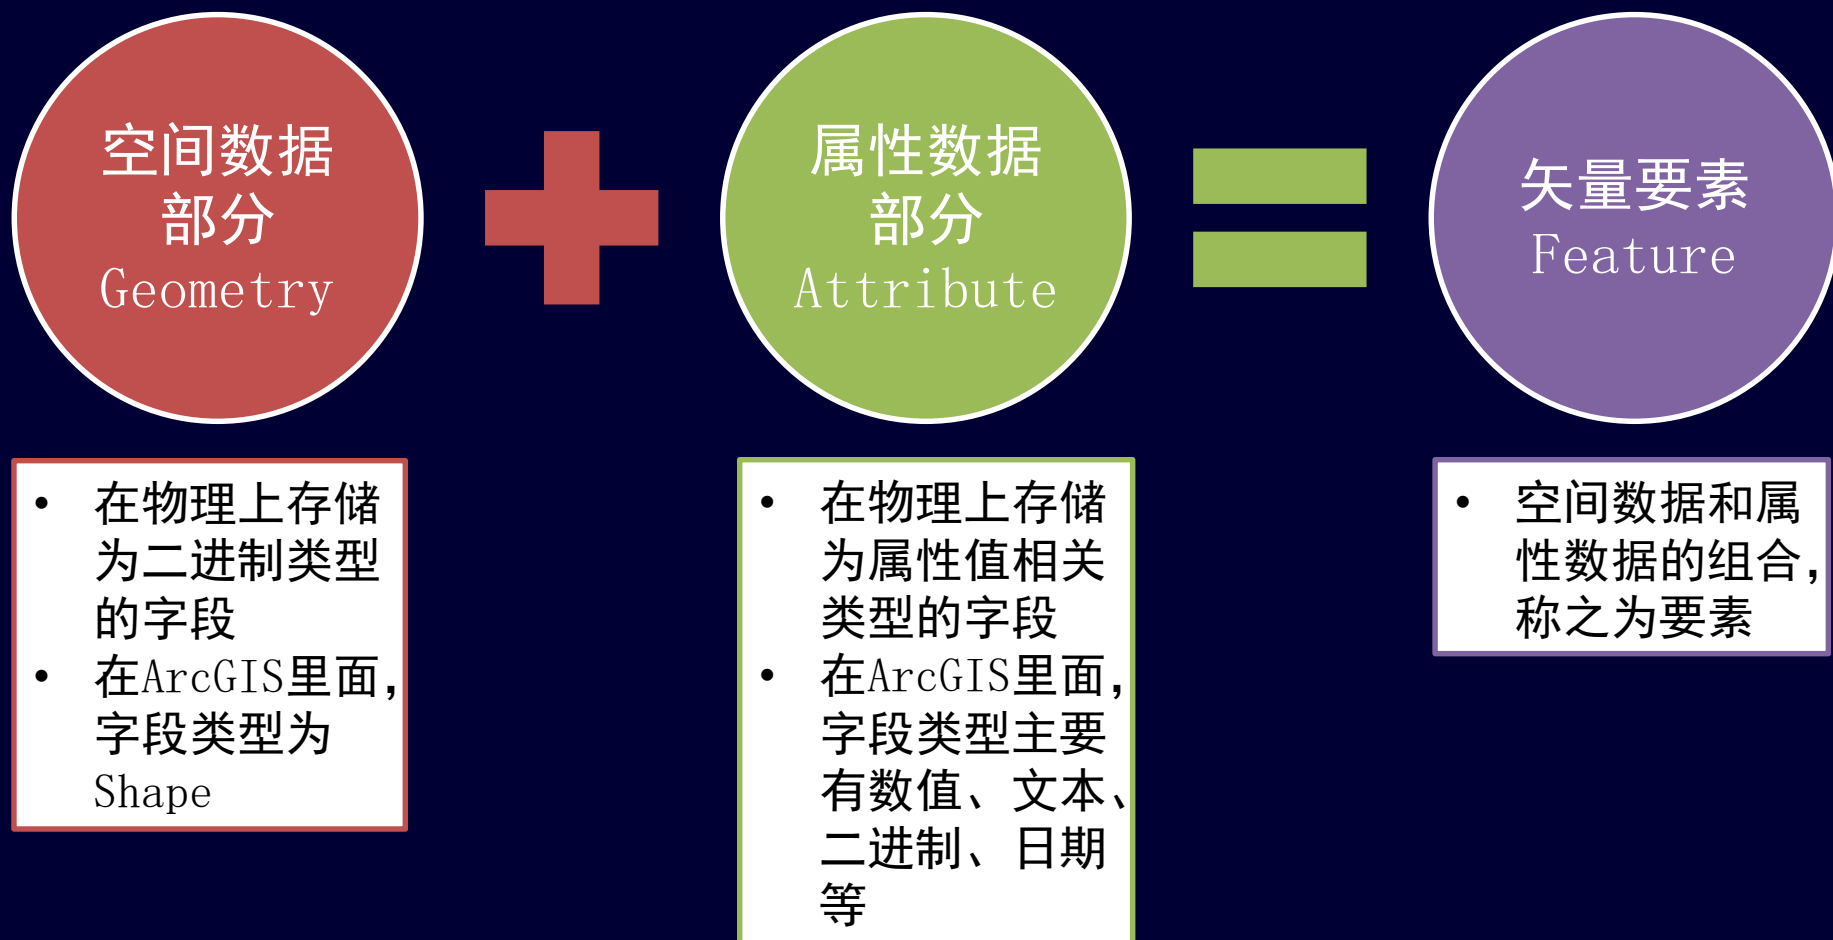 空间数据
部分
Geometry
属性数据
部分
Attribute
矢量要素
Feature
• 在物理上存储
为二进制类型
的字段
• 在ArcGIS里面,
字段类型为
Shape
• 在物理上存储
为属性值相关
类型的字段
• 在ArcGIS里面,
字段类型主要
有数值、文本、
二进制、日期
等
• 空间数据和属
性数据的组合,
称之为要素